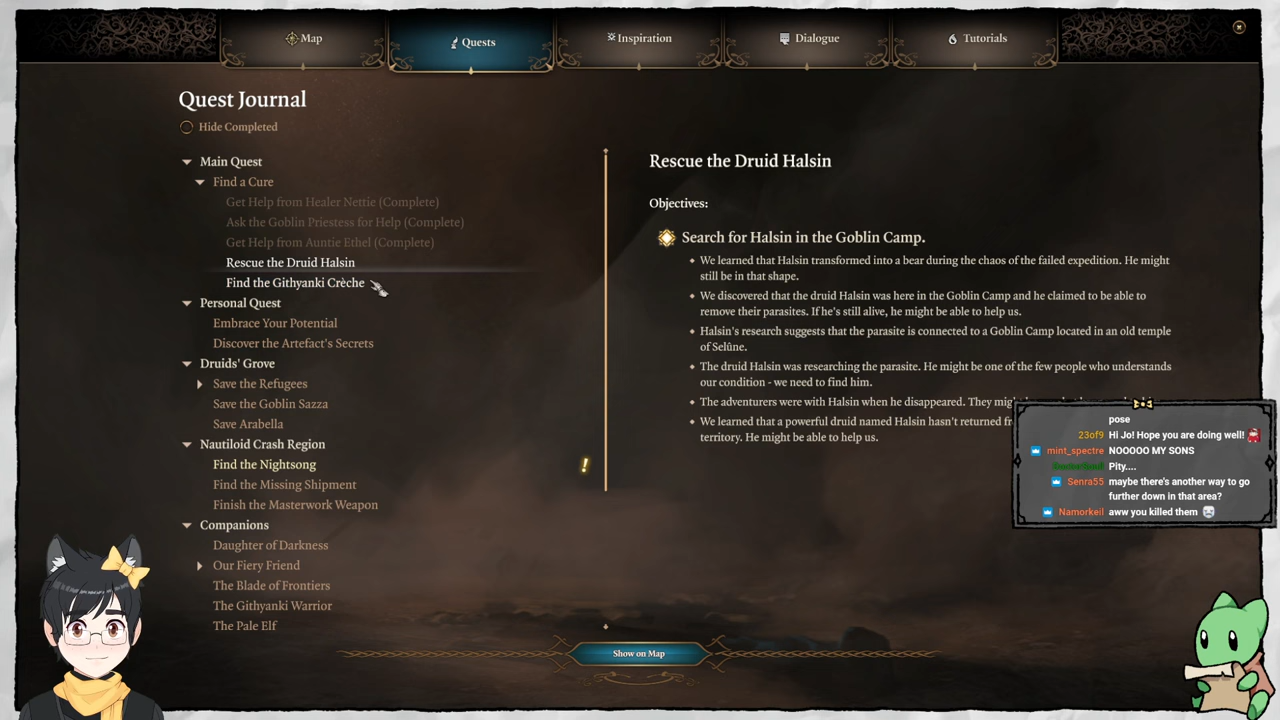 Map
Quests
Inspiration
Dialogue
Tutorials
Quest Journal
Hide Completed
Main Quest
Find a Cure
Get Help from Healer Nettie (Complete)
Ask the Goblin Priestess for Help (Complete)
Get Help from Auntie Ethel (Complete)
Rescue the Druid Halsin
Find the Githyanki Crèche
Personal Quest
Embrace Your Potential
Discover the Artefact's Secrets
Druids' Grove
Save the Refugees
Save the Goblin Sazza
Save Arabella
Nautiloid Crash Region
Find the Nightsong
Find the Missing Shipment
Finish the Masterwork Weapon
Companions
Daughter of Darkness
Our Fiery Friend
The Blade of Frontiers
The Githyanki Warrior
The Pale Elf
Rescue the Druid Halsin
Objectives:
Search for Halsin in the Goblin Camp.
We learned that Halsin transformed into a bear during the chaos of the failed expedition. He might
still be in that shape.
We discovered that the druid Halsin was here in the Goblin Camp and he claimed to be able to
remove their parasites. If he's still alive, he might be able to help us.
Halsin's research suggests that the parasite is connected to a Goblin Camp located in an old temple
of Selûne.
The druid Halsin was researching the parasite. He might be one of the few people who understands
our condition - we need to find him.
The adventurers were with Halsin when he disappeared. They
We learned that a powerful druid named Halsin hasn't returned
territory. He might be able to help us.
pose
23of9 Hi Jo! Hope you are doing well!
mint_spectre NOOOOO MY SONS
Pity....
Senra55 maybe there's another way to go
further down in that area?
Namorkeil aww you killed them
Show on Map